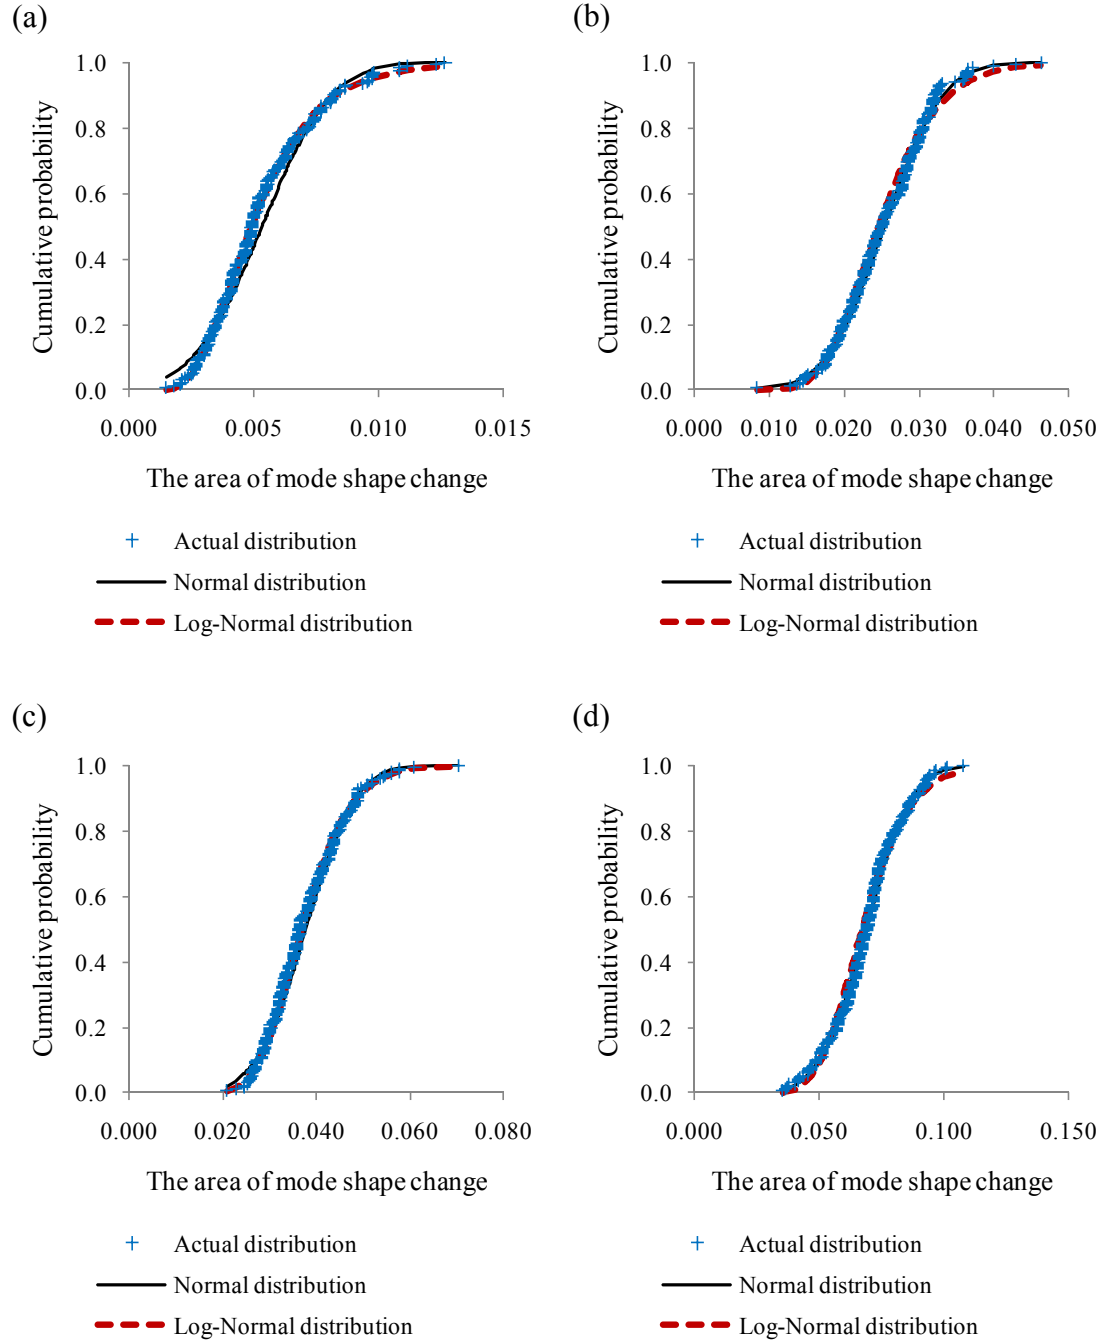 (a)
1.0
0.8
0.6
0.4
0.2
0.0
0.000 0.005 0.010 0.015
Cumulative probability
The area of mode shape change
Actual distribution
Normal distribution
Log-Normal distribution
(b)
1.0
0.8
0.6
0.4
0.2
0.0
0.000 0.010 0.020 0.030 0.040 0.050
Cumulative probability
The area of mode shape change
Actual distribution
Normal distribution
Log-Normal distribution
(c)
1.0
0.8
0.6
0.4
0.2
0.0
0.000 0.020 0.040 0.060 0.080
Cumulative probability
The area of mode shape change
Actual distribution
Normal distribution
Log-Normal distribution
(d)
1.0
0.8
0.6
0.4
0.2
0.0
0.000 0.050 0.100 0.150
Cumulative probability
The area of mode shape change
Actual distribution
Normal distribution
Log-Normal distribution